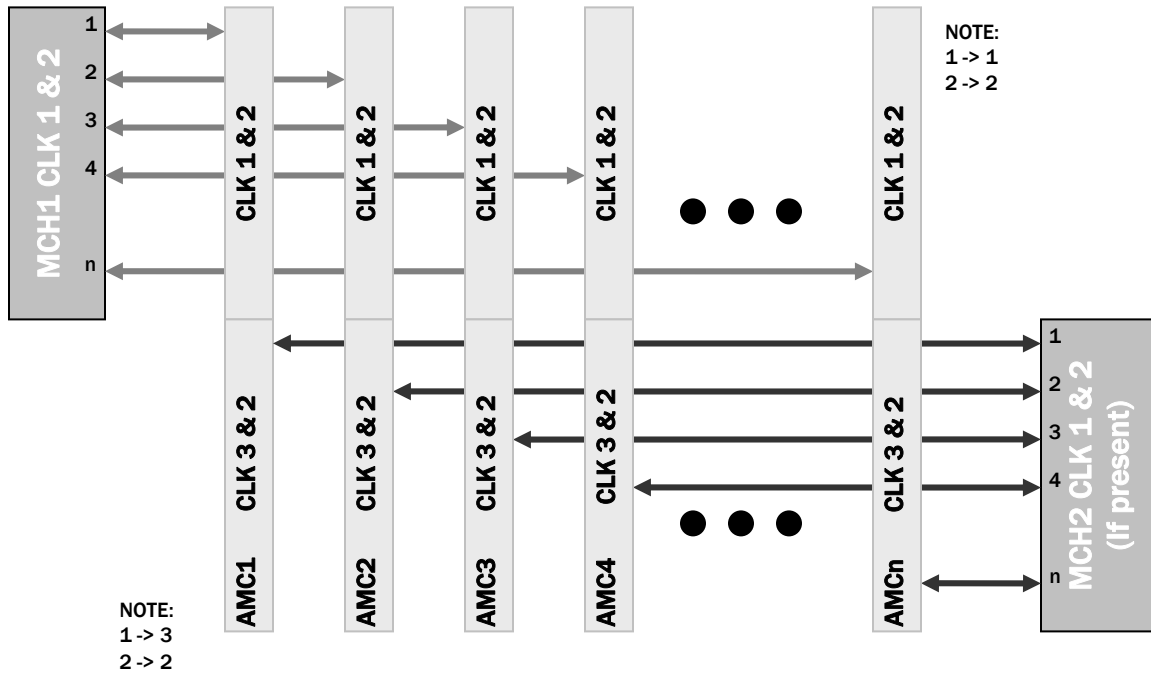 MCH1 CLK 1 & 2
1
2
3
4
n
CLK 1 & 2
CLK 1 & 2
CLK 1 & 2
CLK 1 & 2
CLK 1 & 2
NOTE:
1 -> 1
2 -> 2
AMC1 CLK 3 & 2
AMC2 CLK 3 & 2
AMC3 CLK 3 & 2
AMC4 CLK 3 & 2
AMCn CLK 3 & 2
1
2
3
4
n
MCH2 CLK 1 & 2
(If present)
NOTE:
1 -> 3
2 -> 2